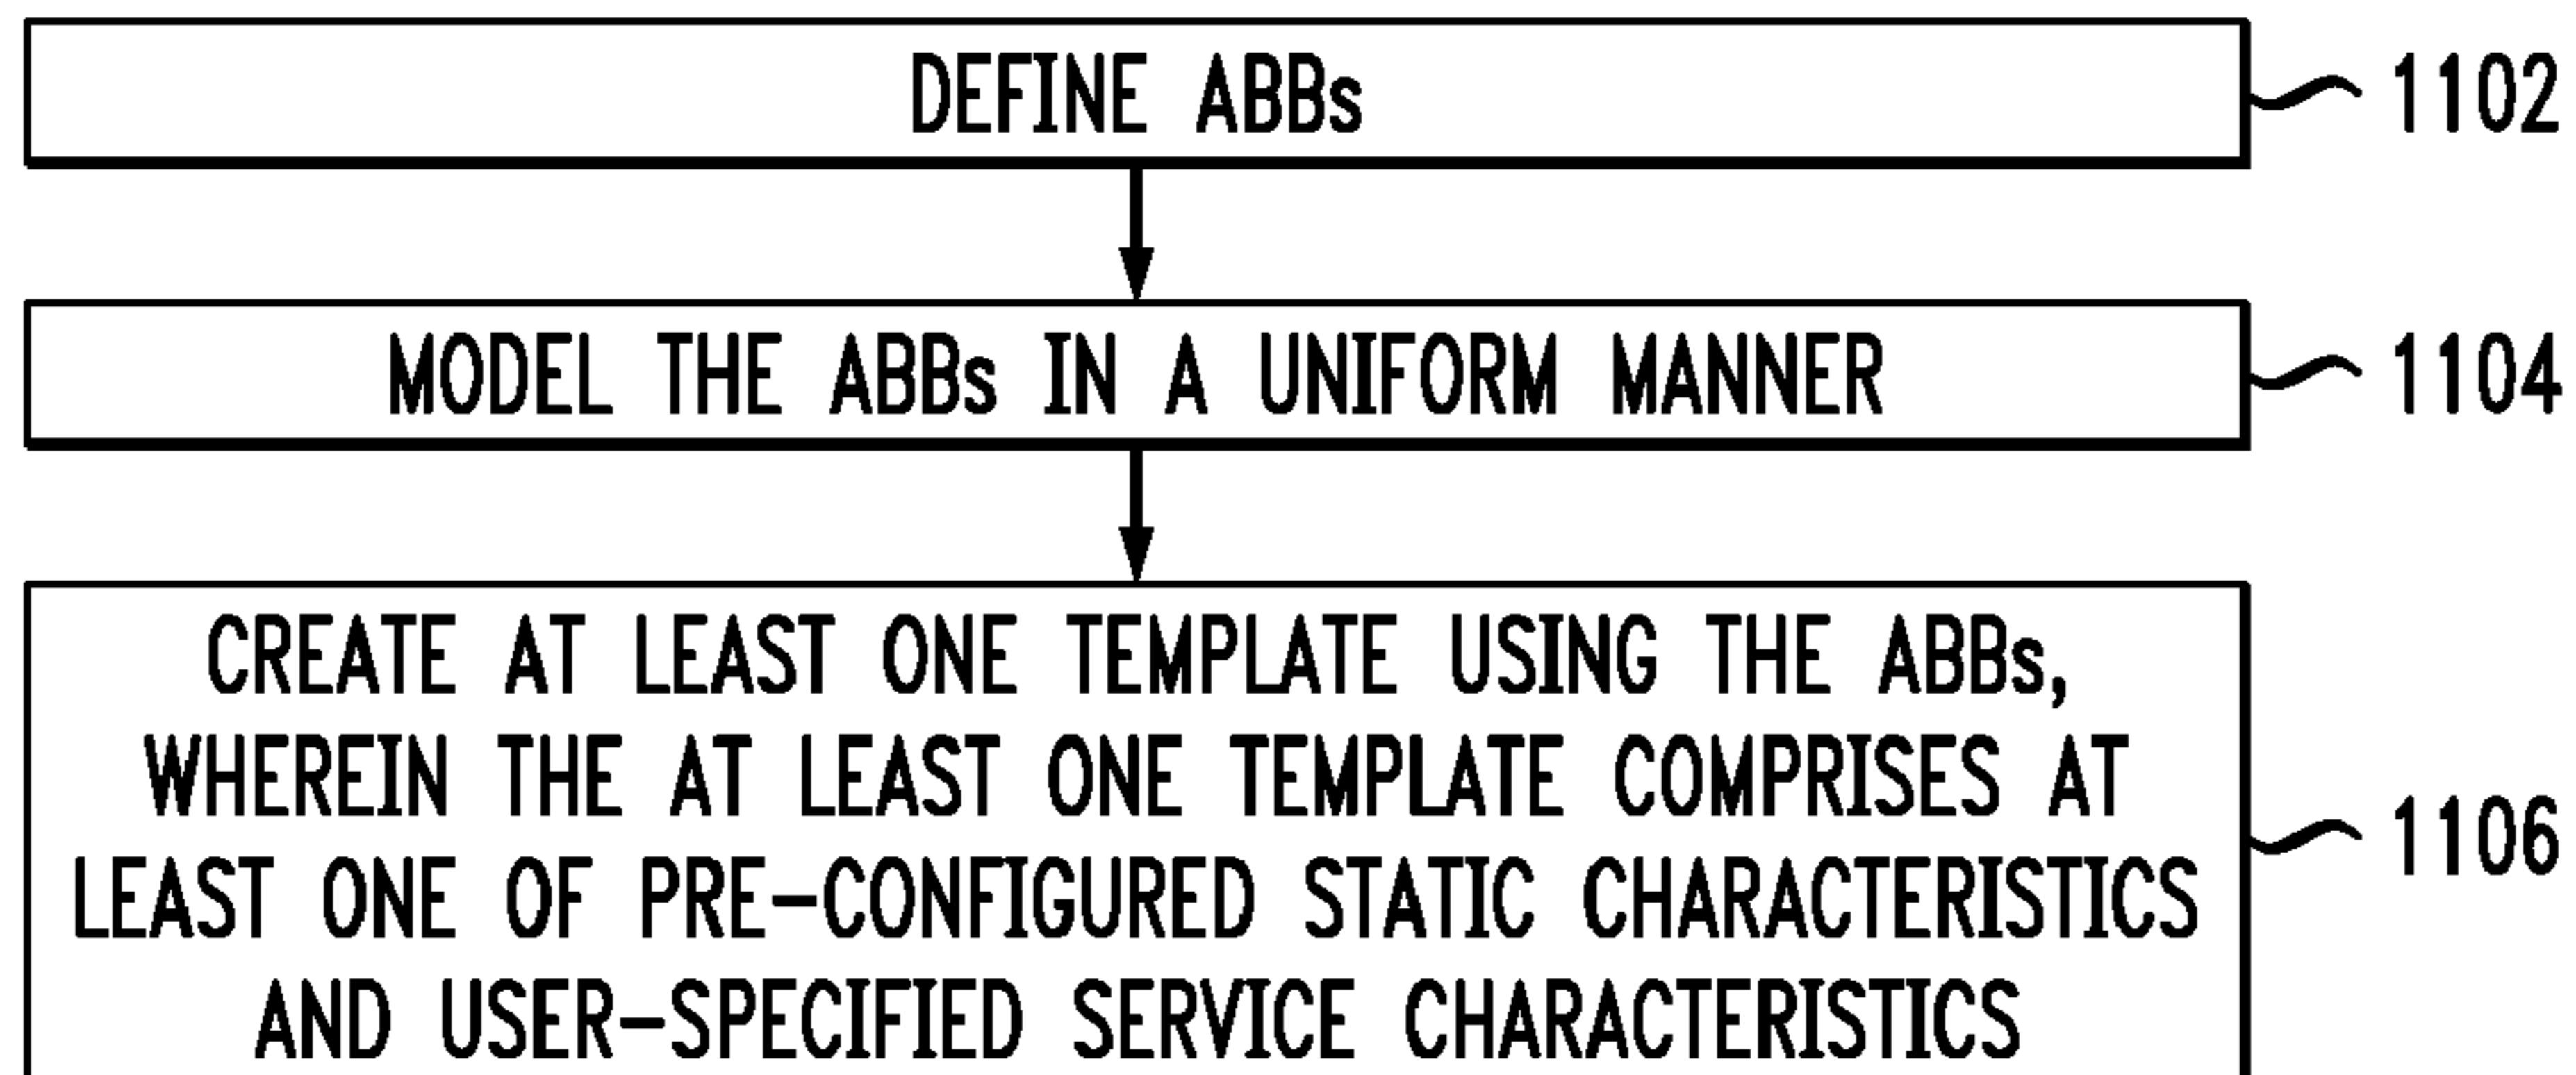 DEFINE ABBs
1102
MODEL THE ABBs IN A UNIFORM MANNER
1104
CREATE AT LEAST ONE TEMPLATE USING THE ABBs,
WHEREIN THE AT LEAST ONE TEMPLATE COMPRISES AT
LEAST ONE OF PRE-CONFIGURED STATIC CHARACTERISTICS
AND USER-SPECIFIED SERVICE CHARACTERISTICS
1106